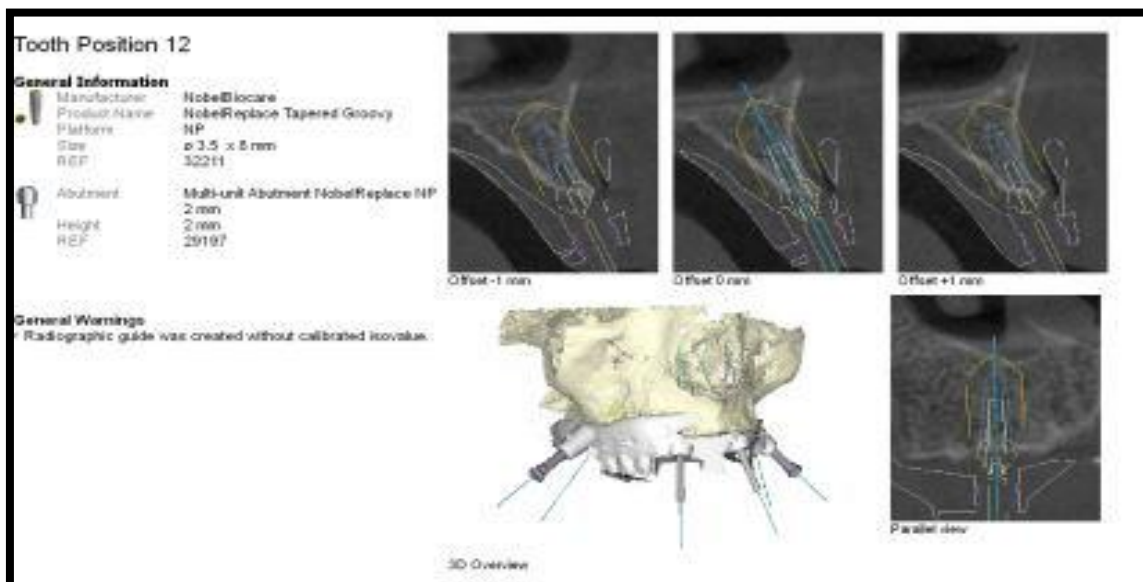 Tooth Position 12
General Information
Manufacturer NobelBiocare
Product Name NobelReplace Tapered Groovy
Platform NP
Size ø 3.5 x 8 mm
REF 32211
Abutment Multi-unit Abutment NobelReplace NP
2 mm
Height 2 mm
REF 29197
General Warnings
Radiographic guide was created without calibrated isovalue.
Offset -1 mm
Offset 0 mm
Offset +1 mm
Parallel view
3D Overview